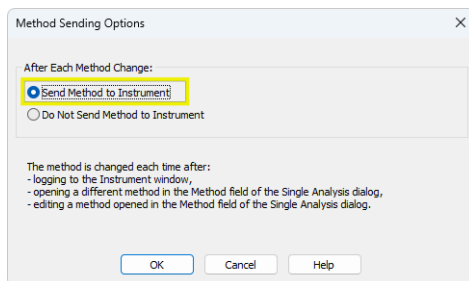 Method Sending Options
After Each Method Change:
Send Method to Instrument
Do Not Send Method to Instrument
The method is changed each time after:
- logging to the Instrument window,
- opening a different method in the Method field of the Single Analysis dialog,
- editing a method opened in the Method field of the Single Analysis dialog.
OK Cancel Help